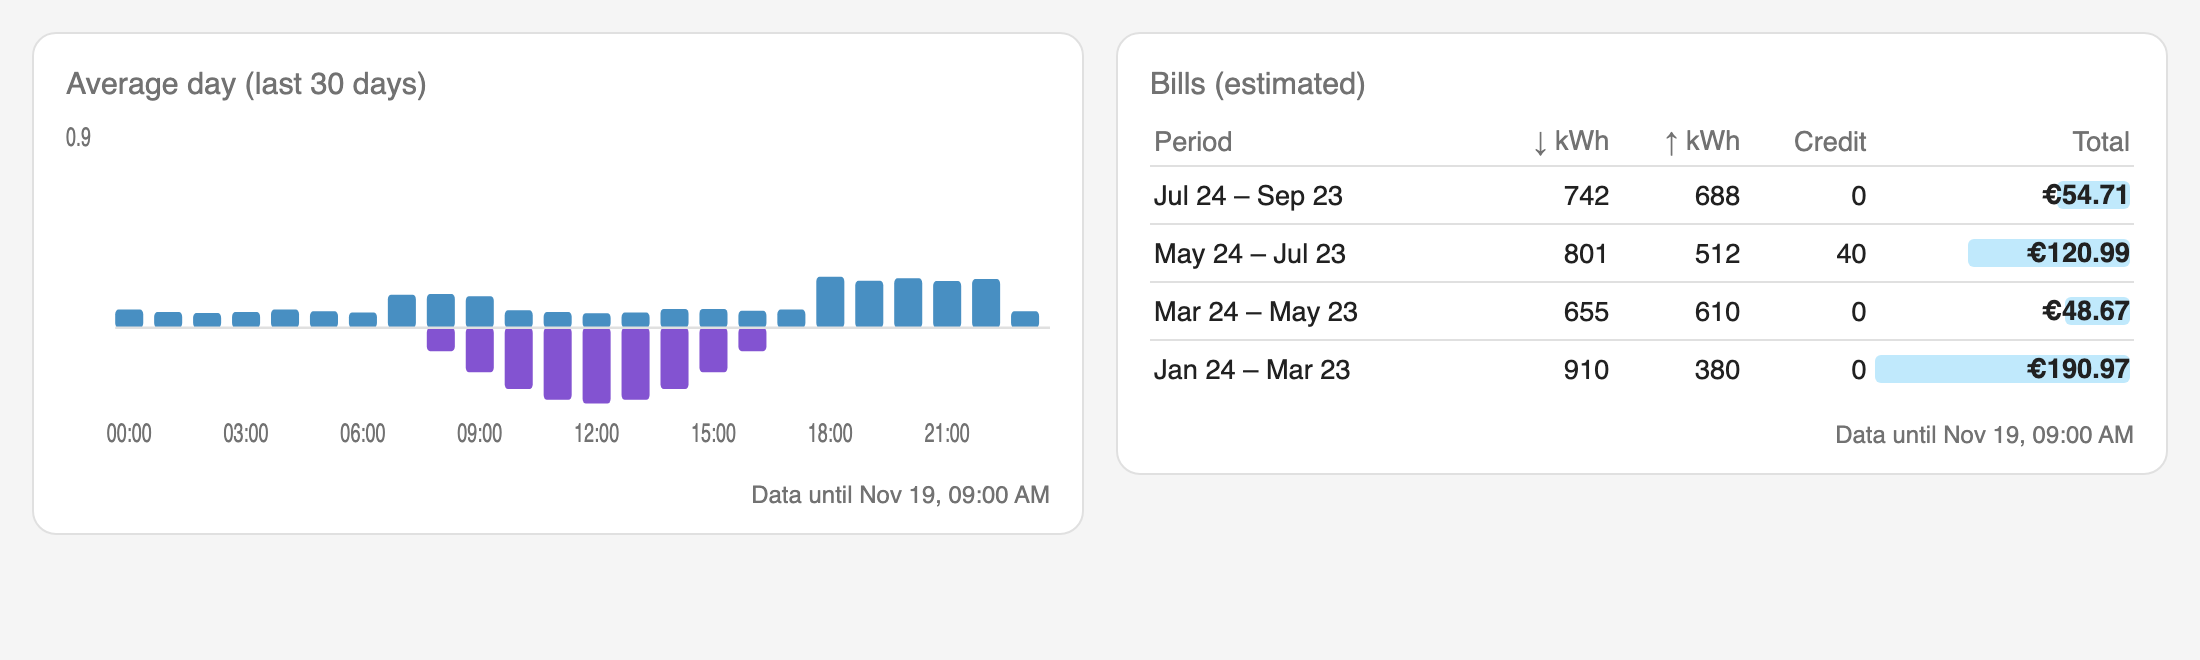 Average day (last 30 days)
0.9
00:00 03:00 06:00 09:00 12:00 15:00 18:00 21:00
Data until Nov 19, 09:00 AM
Bills (estimated)
Period ↓ kWh ↑ kWh Credit Total
Jul 24 – Sep 23 742 688 0 €54.71
May 24 – Jul 23 801 512 40 €120.99
Mar 24 – May 23 655 610 0 €48.67
Jan 24 – Mar 23 910 380 0 €190.97
Data until Nov 19, 09:00 AM